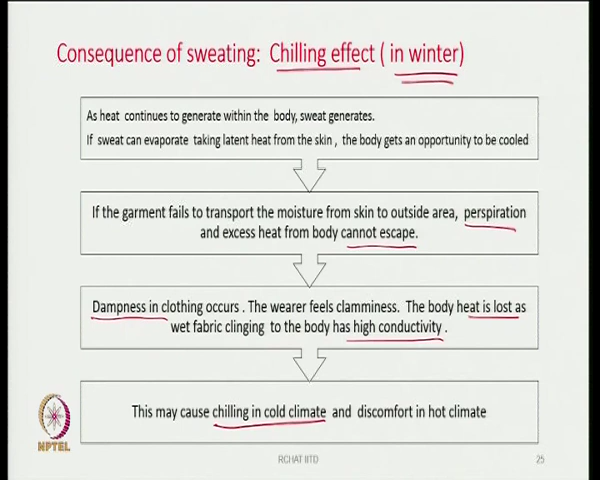 Consequence of sweating: Chilling effect ( in winter)
As heat continues to generate within the body, sweat generates.
If sweat can evaporate taking latent heat from the skin , the body gets an opportunity to be cooled
If the garment fails to transport the moisture from skin to outside area, perspiration
and excess heat from body cannot escape.
Dampness in clothing occurs . The wearer feels clamminess. The body heat is lost as
wet fabric clinging to the body has high conductivity .
This may cause chilling in cold climate and discomfort in hot climate
NPTEL
RCHAT IITD
25